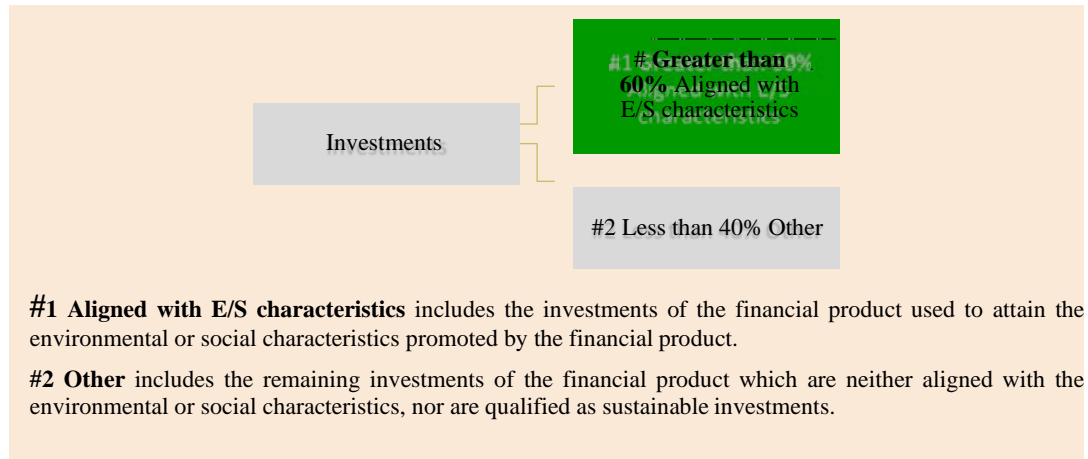 # Greater than
60% Aligned with
E/S characteristics
Investments
#2 Less than 40% Other
#1 Aligned with E/S characteristics includes the investments of the financial product used to attain the
environmental or social characteristics promoted by the financial product.
#2 Other includes the remaining investments of the financial product which are neither aligned with the
environmental or social characteristics, nor are qualified as sustainable investments.